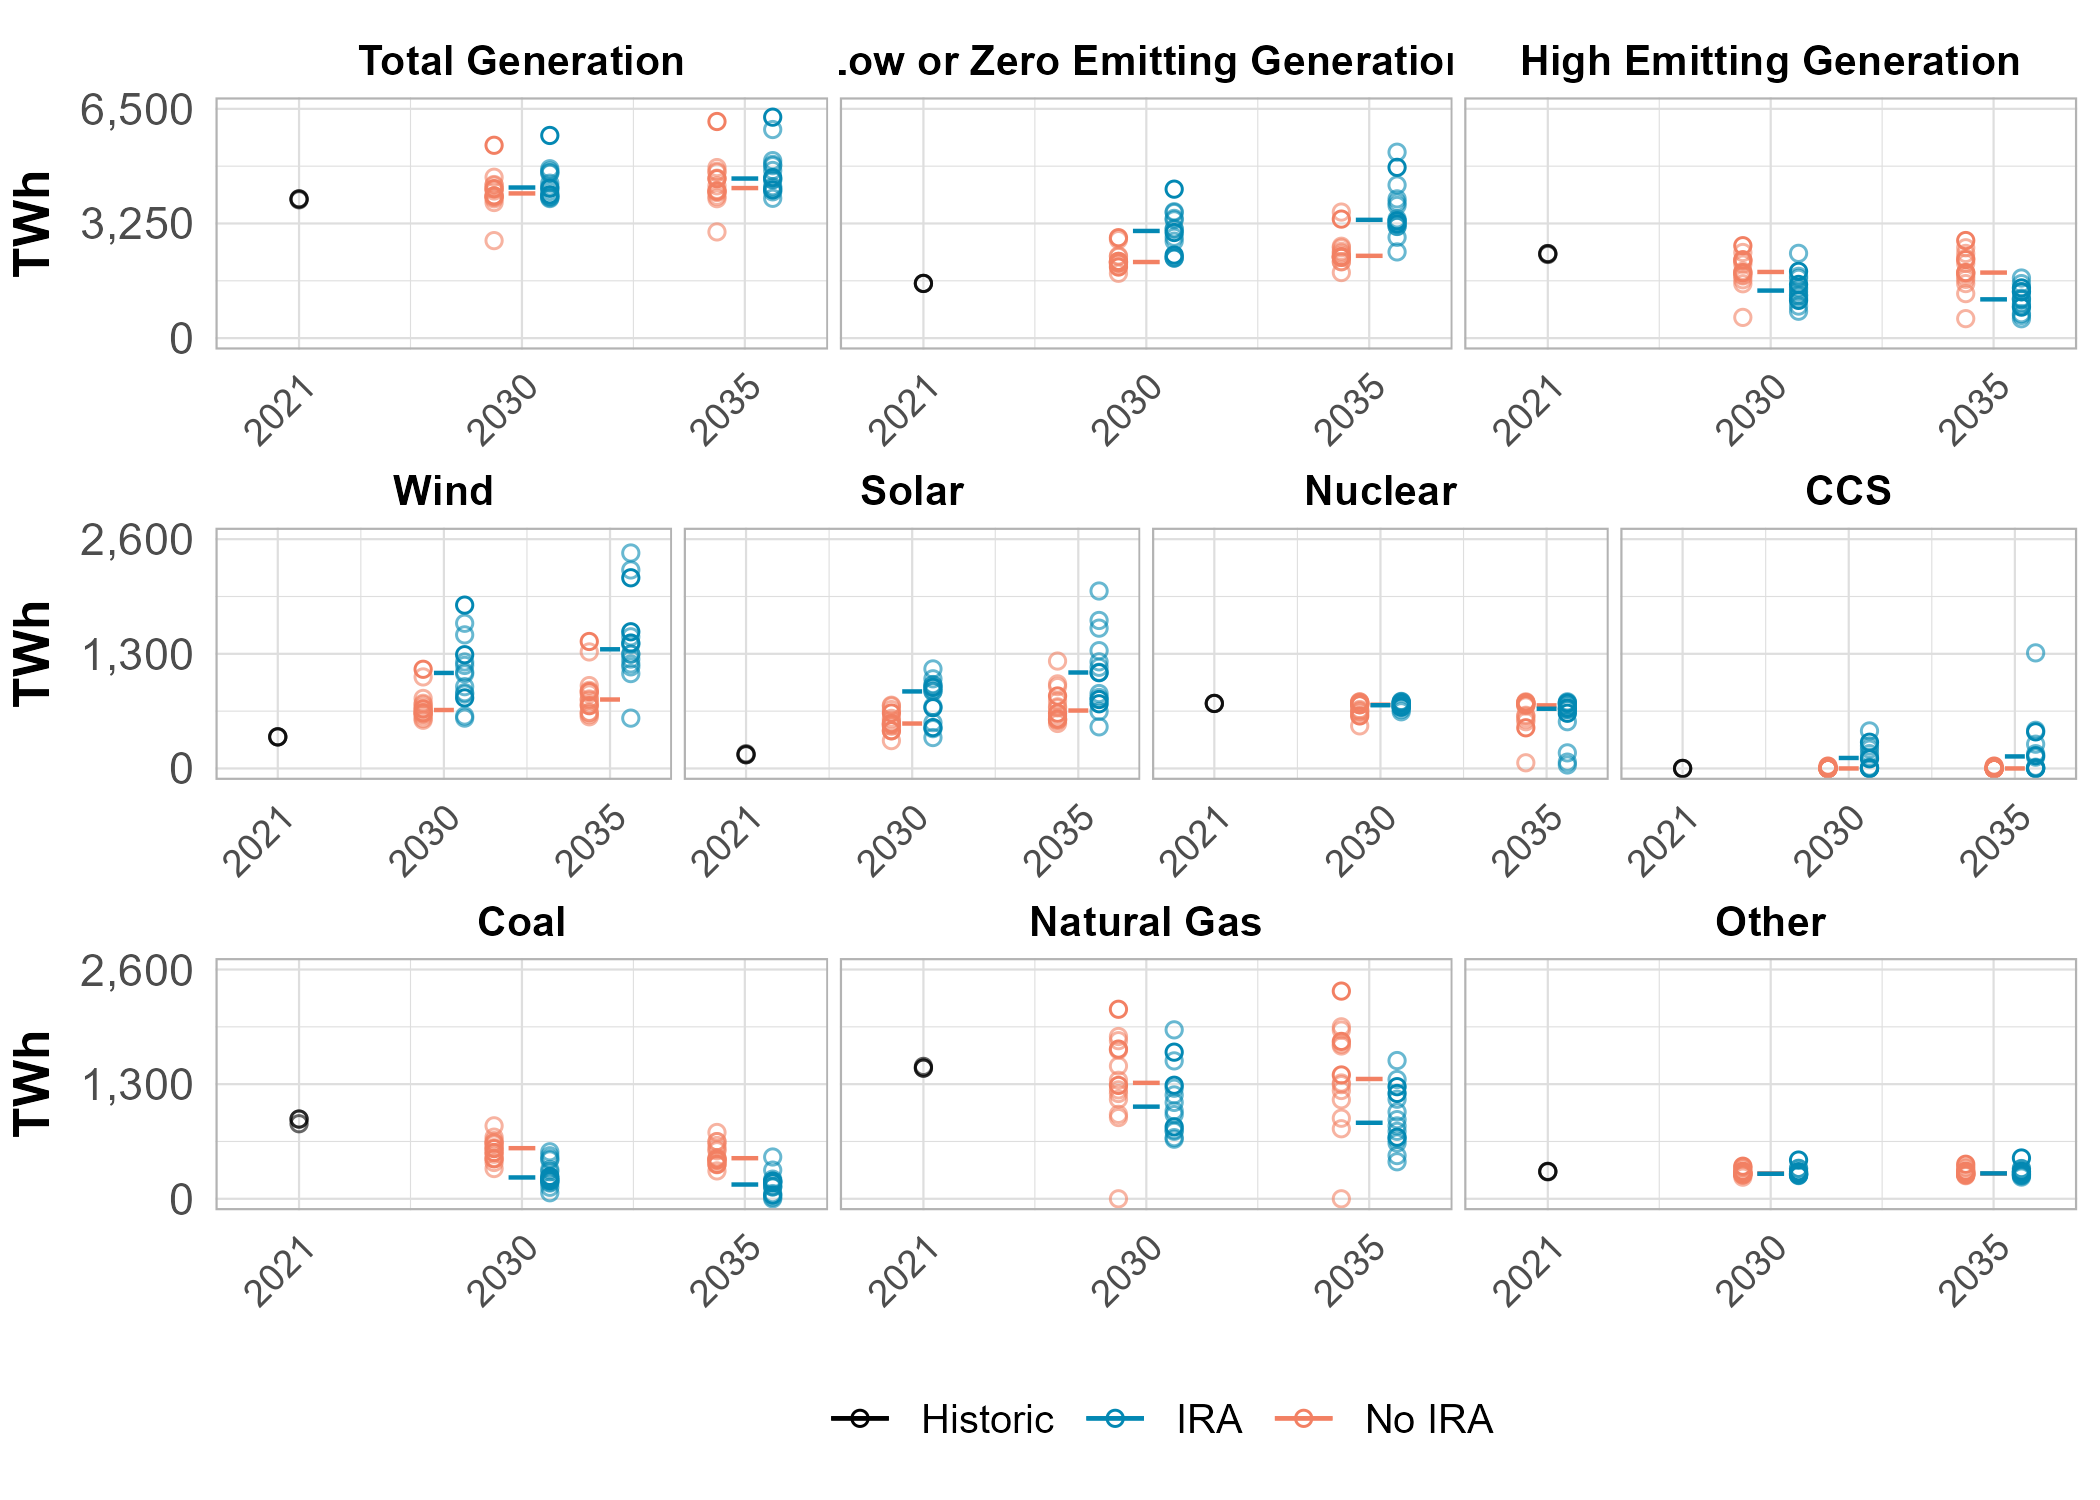 Total Generation
Low or Zero Emitting Generation
High Emitting Generation
TWh
6,500
3,250
0
2021 2030 2035
2021 2030 2035
2021 2030 2035
Wind
Solar
Nuclear
CCS
TWh
2,600
1,300
0
2021 2030 2035
2021 2030 2035
2021 2030 2035
2021 2030 2035
Coal
Natural Gas
Other
TWh
2,600
1,300
0
2021 2030 2035
2021 2030 2035
2021 2030 2035
Historic IRA No IRA